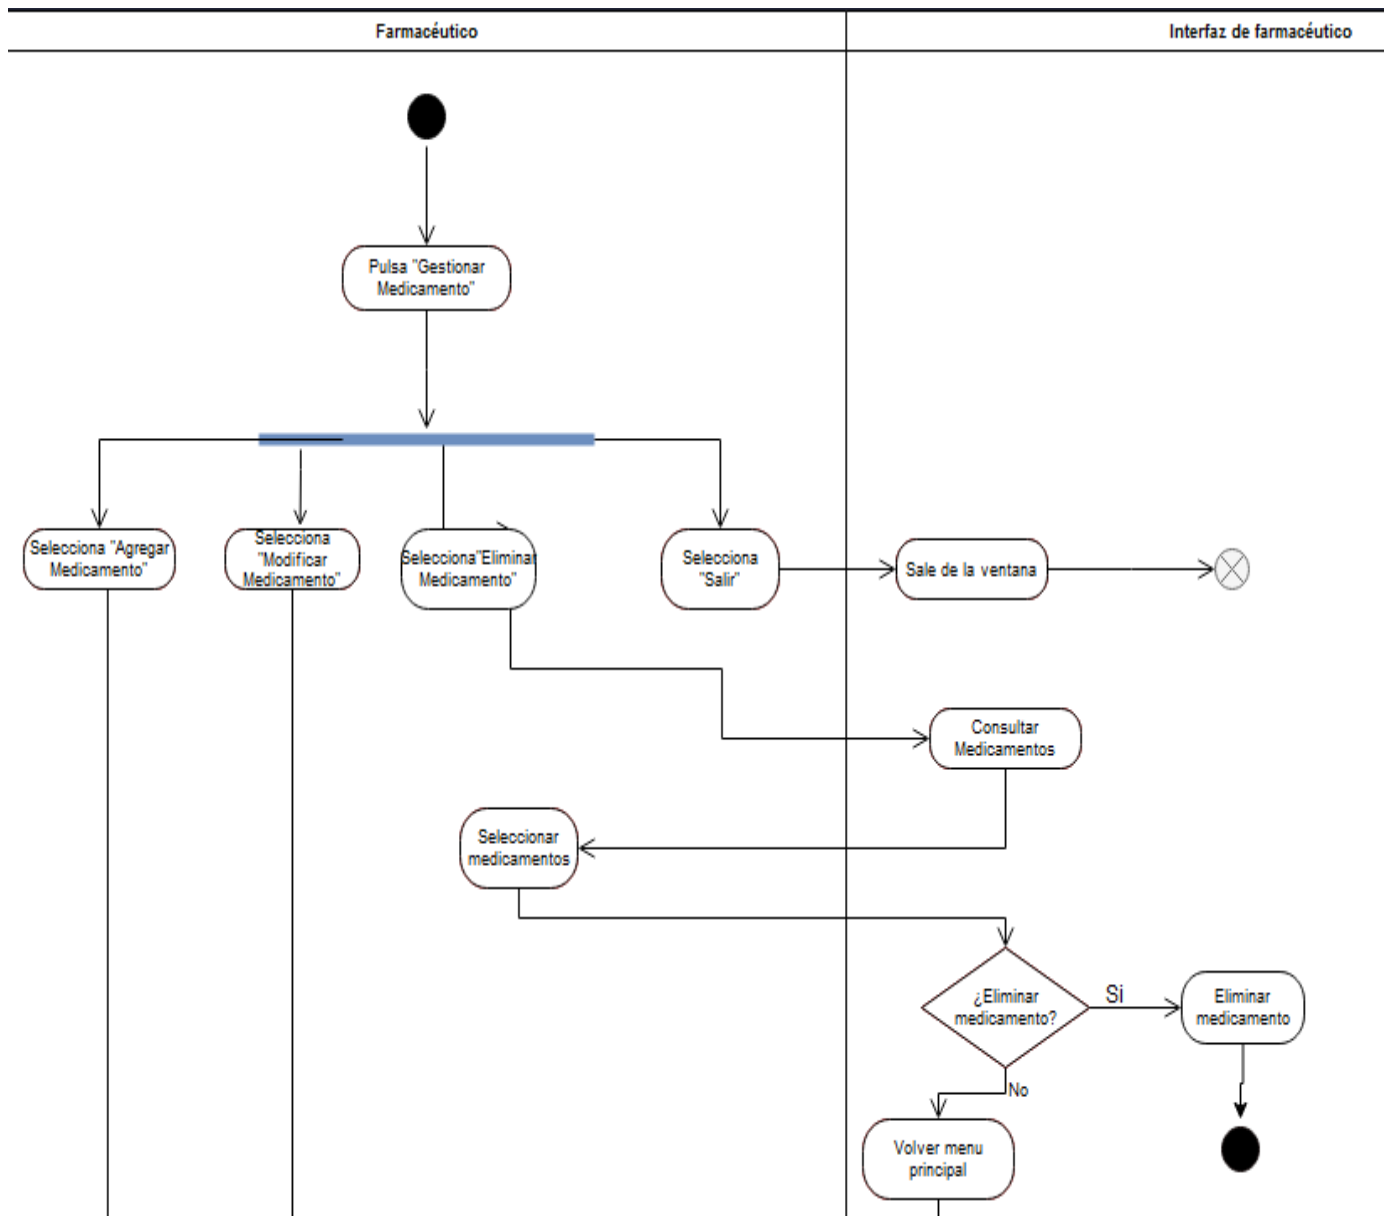 Farmacéutico
Interfaz de farmacéutico
Pulsa "Gestionar
Medicamento"
Selecciona "Agregar
Medicamento"
Selecciona
"Modificar
Medicamento"
Selecciona"Eliminar
Medicamento"
Selecciona
"Salir"
Sale de la ventana
Consultar
Medicamentos
Seleccionar
medicamentos
¿Eliminar
medicamento?
Si
Eliminar
medicamento
No
Volver menu
principal